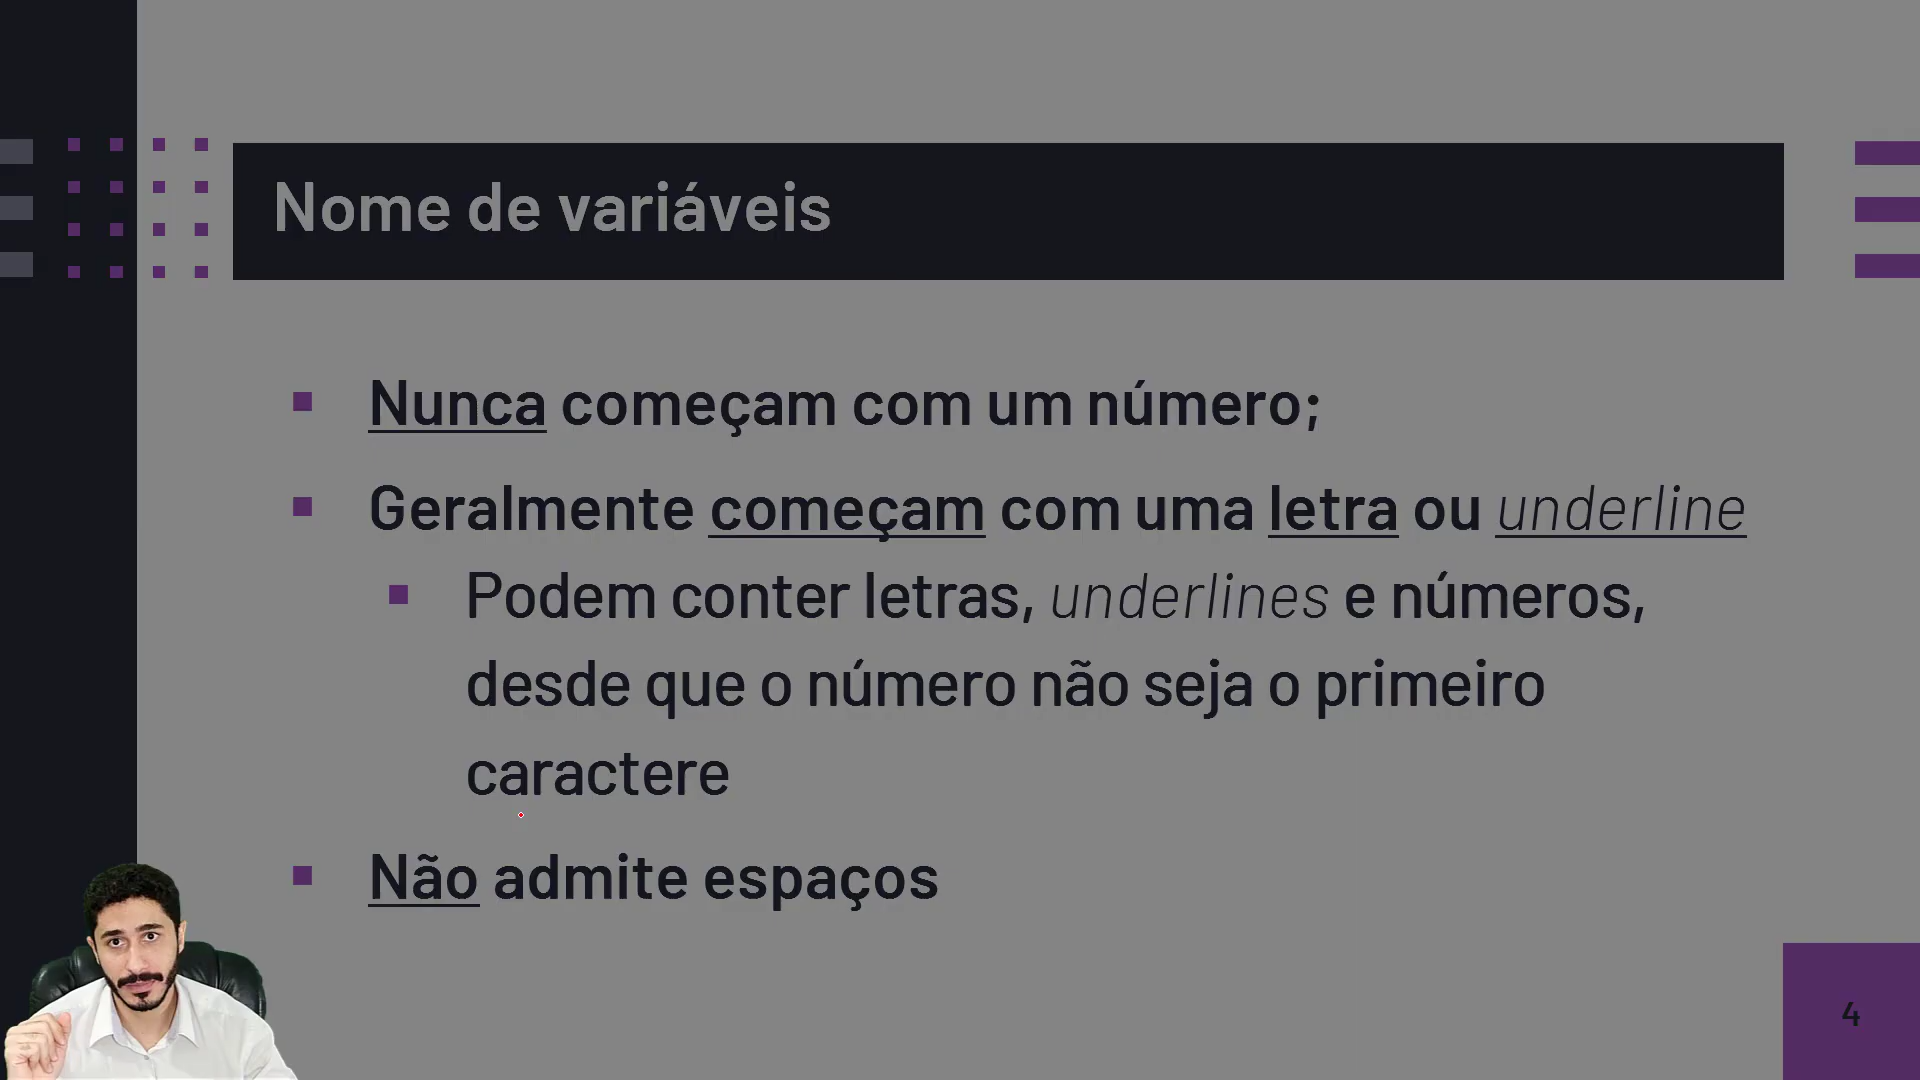 Nome de variáveis
Nunca começam com um número;
Geralmente começam com uma letra ou underline
Podem conter letras, underlines e números,
desde que o número não seja o primeiro
caractere
Não admite espaços
4